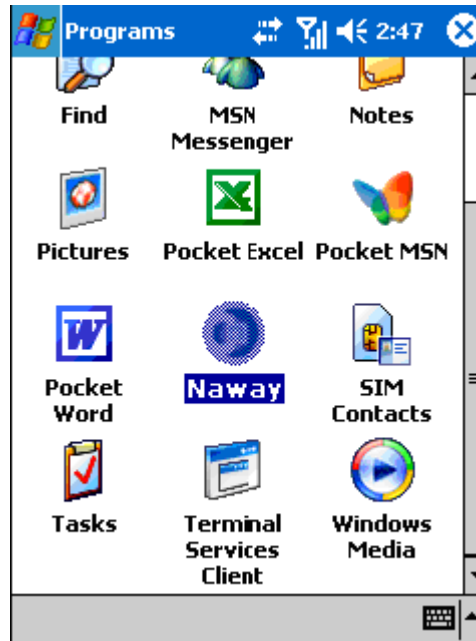 Programs 2:47
Find MSN Messenger Notes
Pictures Pocket Excel Pocket MSN
Pocket Word Naway SIM Contacts
Tasks Terminal Services Client Windows Media